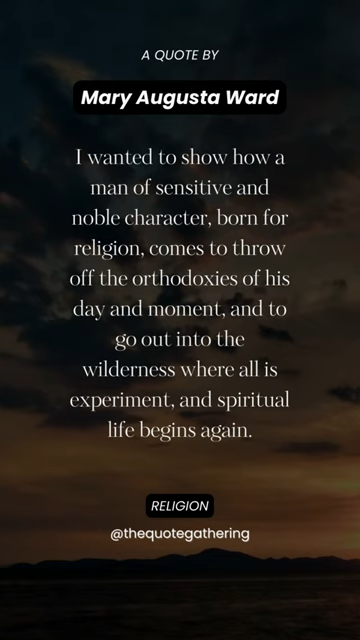 A QUOTE BY
Mary Augusta Ward
I wanted to show how a
man of sensitive and
noble character, born for
religion, comes to throw
off the orthodoxies of his
day and moment, and to
go out into the
wilderness where all is
experiment, and spiritual
life begins again.
RELIGION
@thequotegathering